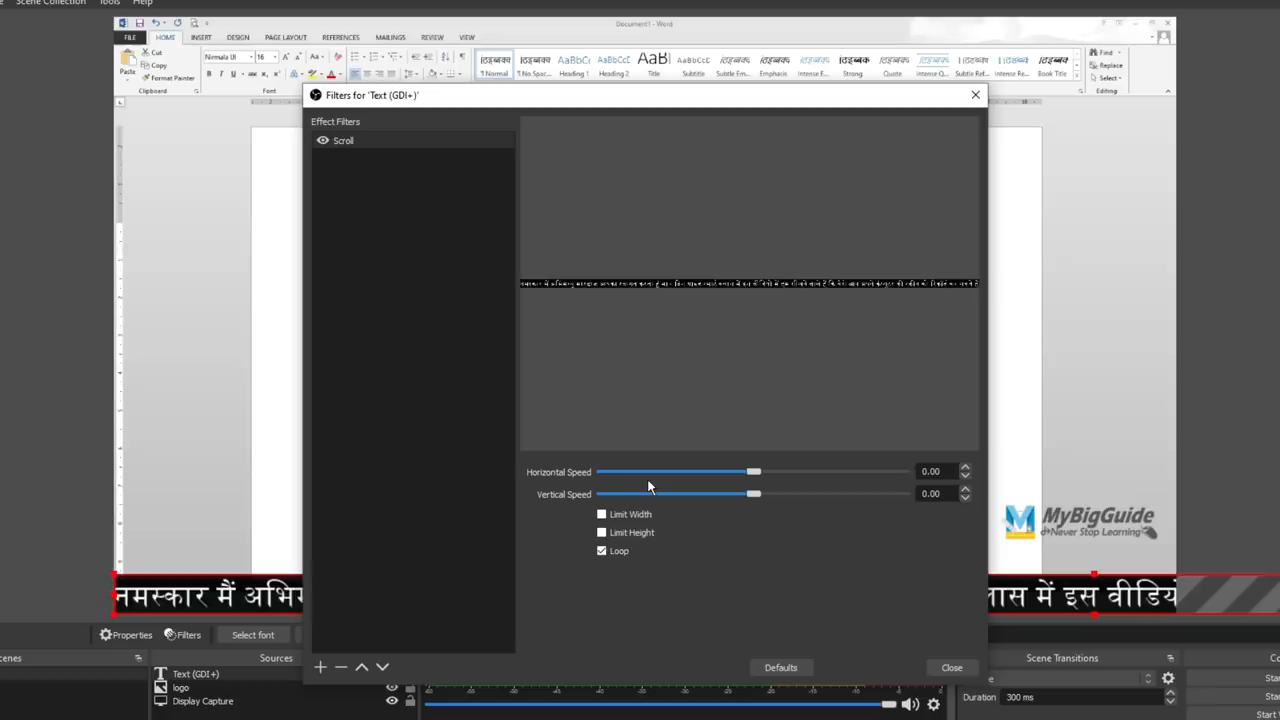 Scene Collection Tools Help
Document1 - Word
FILE HOME INSERT DESIGN PAGE LAYOUT REFERENCES MAILINGS REVIEW VIEW
Cut
Copy
Format Painter
Paste
Nirmala UI 16
Clipboard
Font
¶ Normal ¶ No Spac... Heading 1 Heading 2 Title Subtitle Subtle Em... Emphasis Intense E... Strong Quote Intense Q... Subtle Ref... Intense Re... Book Title
Find
Replace
Select
Editing
Filters for 'Text (GDI+)'
Effect Filters
Scroll
Horizontal Speed 0.00
Vertical Speed 0.00
Limit Width
Limit Height
Loop
MyBigGuide
Never Stop Learning
नमस्कार मैं अभि
लास में इस वीडिय
Properties Filters Select font
Sources
Text (GDI+)
logo
Display Capture
Defaults Close
Scene Transitions
Duration 300 ms